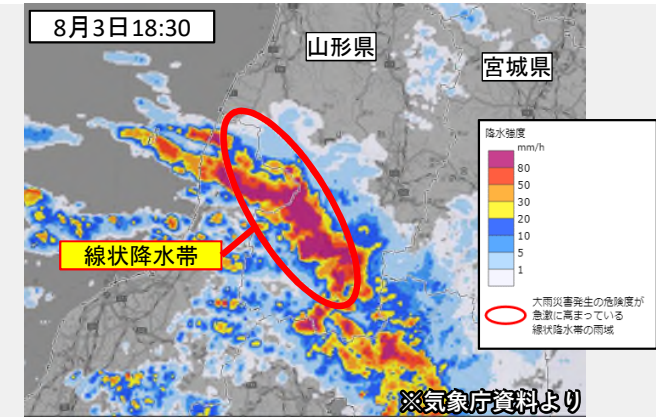 8月3日18:30
山形県
宮城県
降水強度
mm/h
80
50
30
20
10
5
1
大雨災害発生の危険度が
急激に高まっている
線状降水帯の雨域
線状降水帯
※気象庁資料より